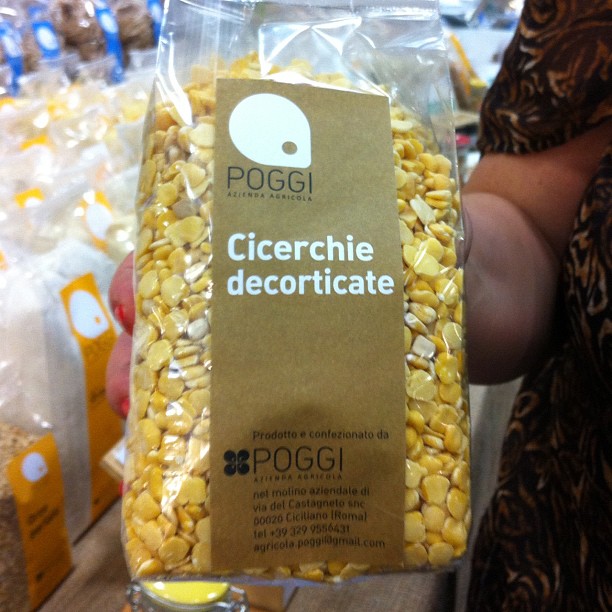 POGGI
AZIENDA AGRICOLA
Cicerchie
decorticate
Prodotto e confezionato da
POGGI
AZIENDA AGRICOLA
nel molino aziendale di
via del Castagneto snc
00020 Ciciliano (Roma)
tel +39 329 9556431
agricola.poggi@gmail.com